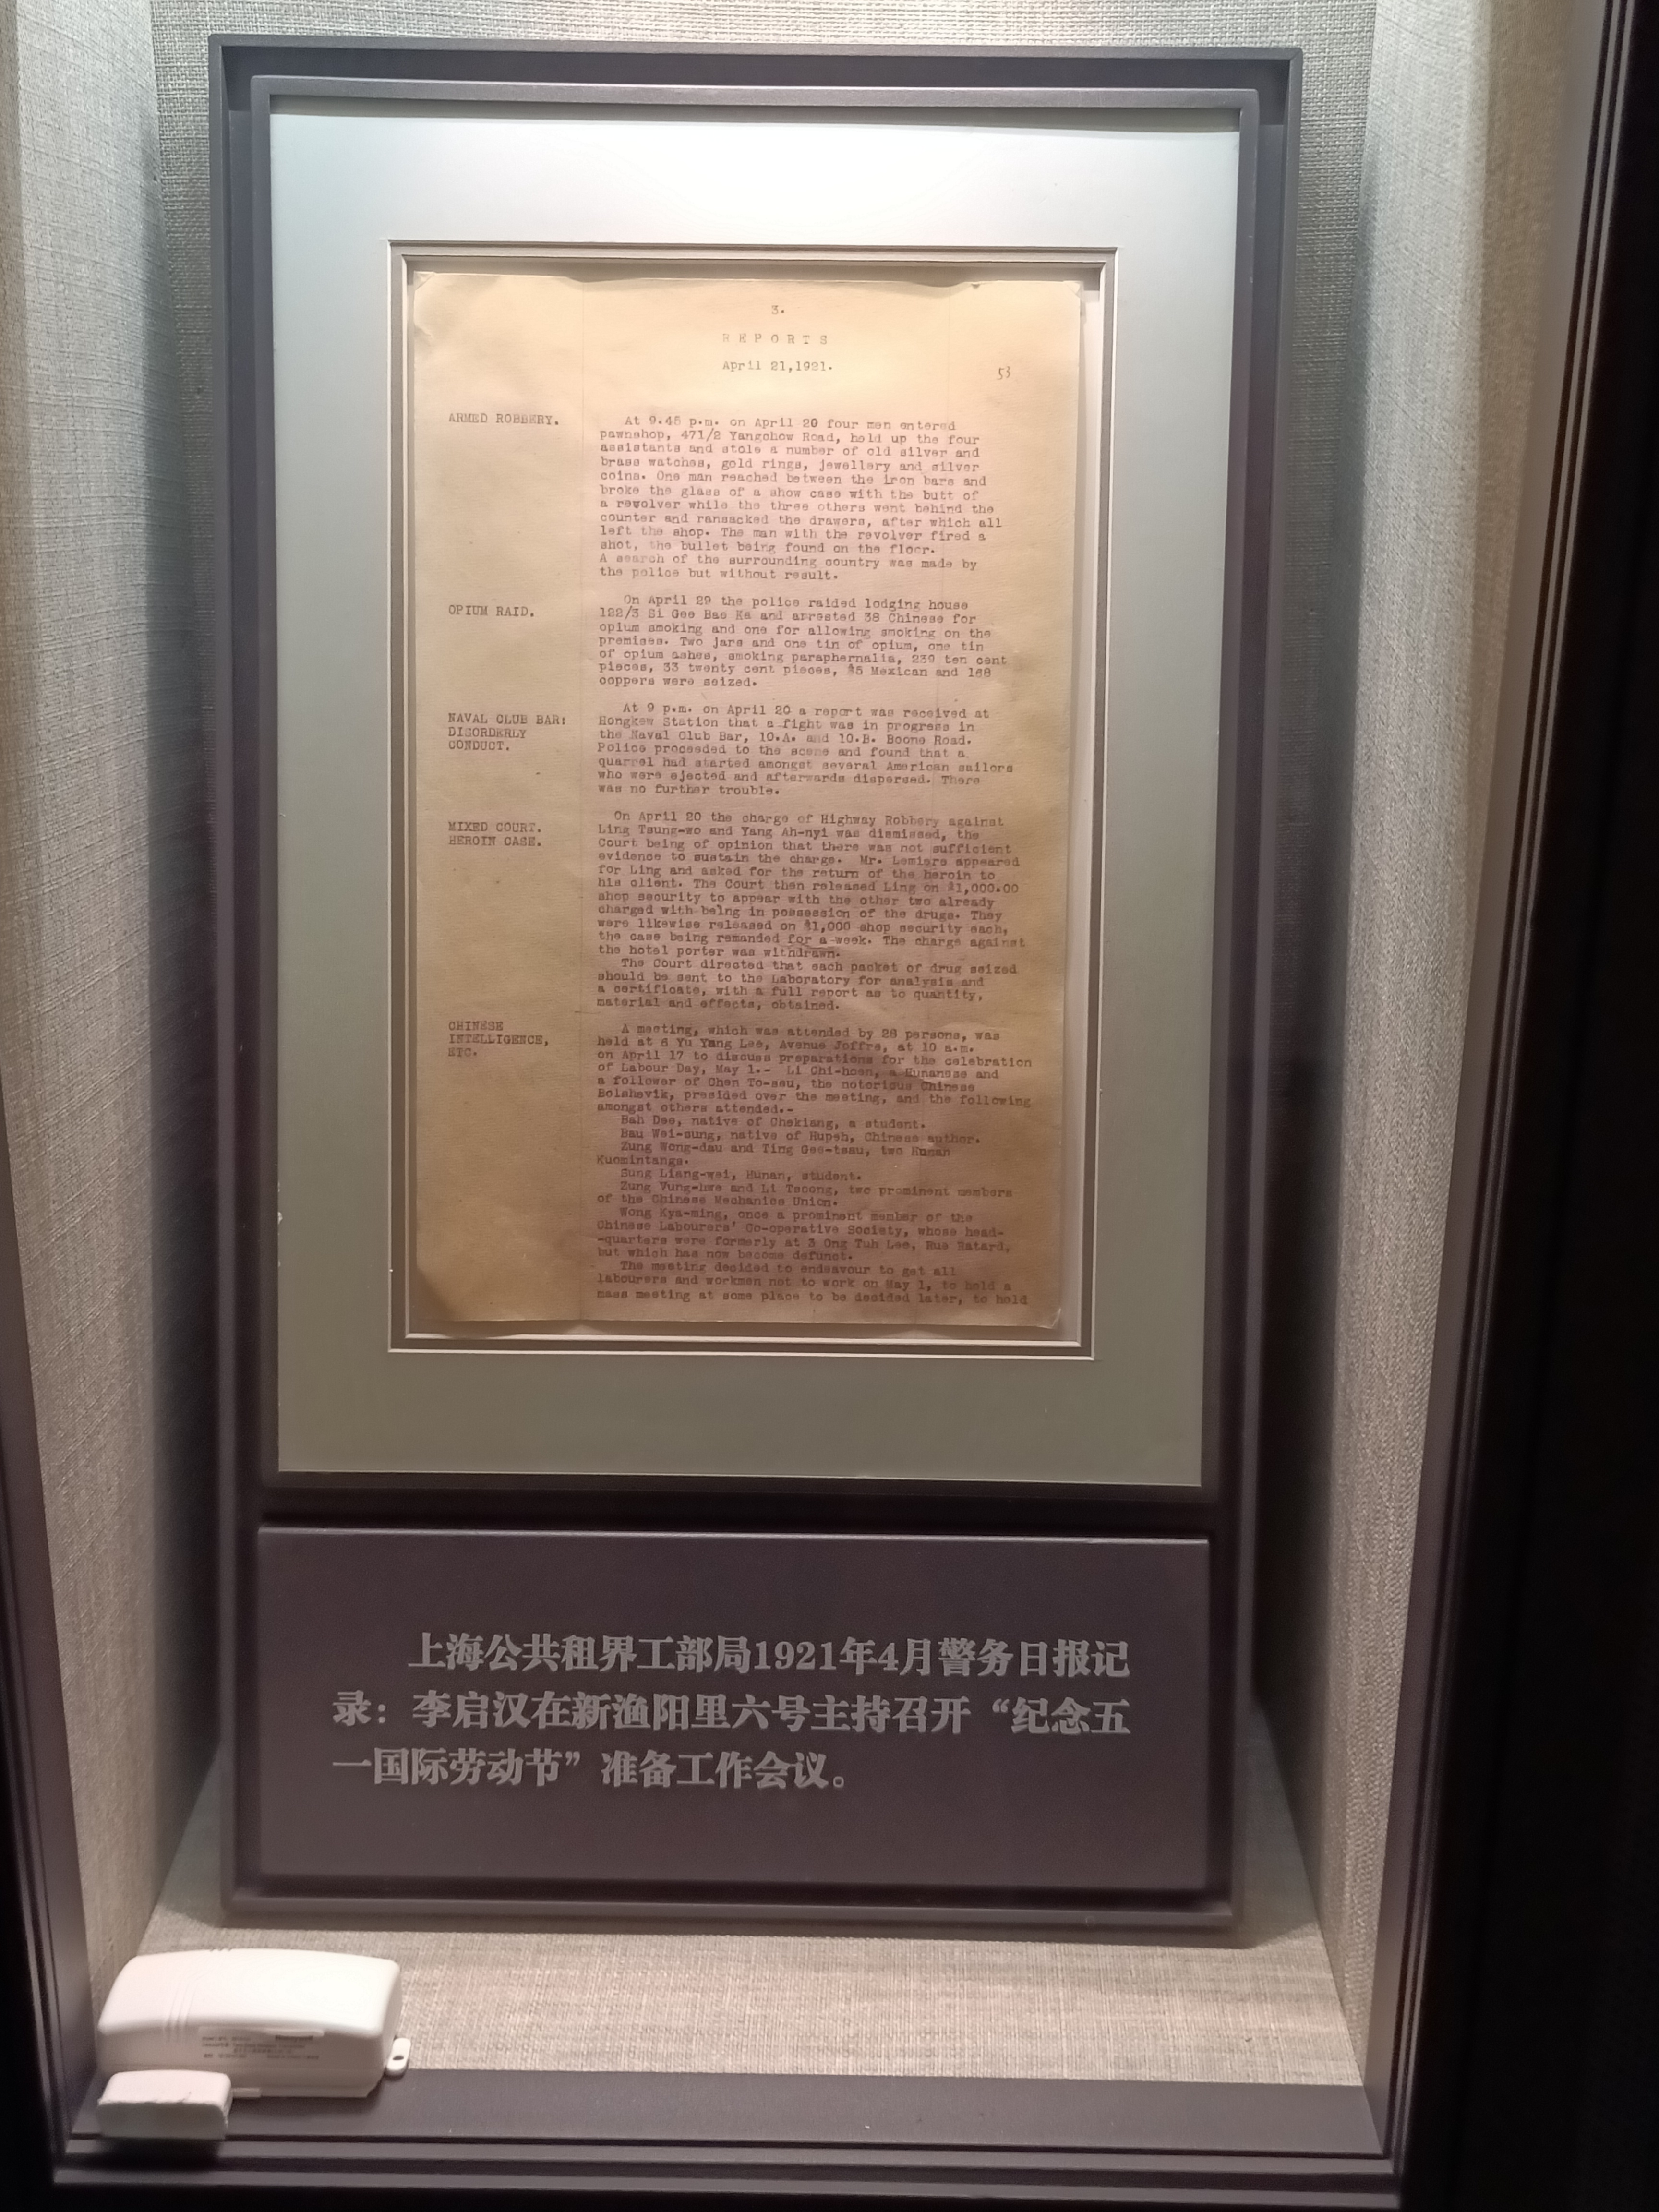 3.
REPORTS
April 21,1921.
53
ARMED ROBBERY.
At 9.45 p.m. on April 20 four men entered
pawnshop, 471/2 Yangchow Road, held up the four
assistants and stole a number of old silver and
brass watches, gold rings, jewellery and silver
coins. One man reached between the iron bars and
broke the glass of a show case with the butt of
a revolver while the three others went behind the
counter and ransacked the drawers, after which all
left the shop. The man with the revolver fired a
shot, the bullet being found on the floor.
A search of the surrounding country was made by
the police but without result.
OPIUM RAID.
On April 29 the police raided lodging house
122/3 Si Gee Bae Ka and arrested 38 Chinese for
opium smoking and one for allowing smoking on the
premises. Two jars and one tin of opium, one tin
of opium ashes, smoking paraphernalia, 239 ten cent
pieces, 33 twenty cent pieces, $5 Mexican and 168
coppers were seized.
NAVAL CLUB BAR:
DISORDERLY
CONDUCT.
At 9 p.m. on April 20 a report was received at
Hongkew Station that a fight was in progress in
the Naval Club Bar, 10.A. and 10.B. Boone Road.
Police proceeded to the scene and found that a
quarrel had started amongst several American sailors
who were ejected and afterwards dispersed. There
was no further trouble.
MIXED COURT.
HEROIN CASE.
On April 20 the charge of Highway Robbery against
Ling Tsung-wo and Yang Ah-nyi was dismissed, the
Court being of opinion that there was not sufficient
evidence to sustain the charge. Mr. Lemiere appeared
for Ling and asked for the return of the heroin to
his client. The Court then released Ling on $1,000.00
shop security to appear with the other two already
charged with being in possession of the drugs. They
were likewise released on $1,000 shop security each,
the case being remanded for a week. The charge against
the hotel porter was withdrawn.
The Court directed that each packet of drug seized
should be sent to the Laboratory for analysis and
a certificate, with a full report as to quantity,
material and effects, obtained.
CHINESE
INTELLIGENCE,
ETC.
A meeting, which was attended by 28 persons, was
held at 6 Yu Yang Lee, Avenue Joffre, at 10 a.m.
on April 17 to discuss preparations for the celebration
of Labour Day, May 1.- Li Chi-hoen, a Hunanese and
a follower of Chen To-seu, the notorious Chinese
Bolshevik, presided over the meeting, and the following
amongst others attended.-
Bah Dee, native of Chekiang, a student.
Bau Wei-sung, native of Hupeh, Chinese author.
Zung Wong-dau and Ting Gee-tseu, two Hunan
Kuomintangs.
Sung Liang-wei, Hunan, student.
Zung Vung-hwe and Li Tsoong, two prominent members
of the Chinese Mechanics Union.
Wong Kya-ming, once a prominent member of the
Chinese Labourers' Co-operative Society, whose head-
-quarters were formerly at 3 Ong Tuh Lee, Rue Ratard,
but which has now become defunct.
The meeting decided to endeavour to get all
labourers and workmen not to work on May 1, to hold a
mass meeting at some place to be decided later, to hold
上海公共租界工部局1921年4月警务日报记
录：李启汉在新渔阳里六号主持召开“纪念五
一国际劳动节”准备工作会议。